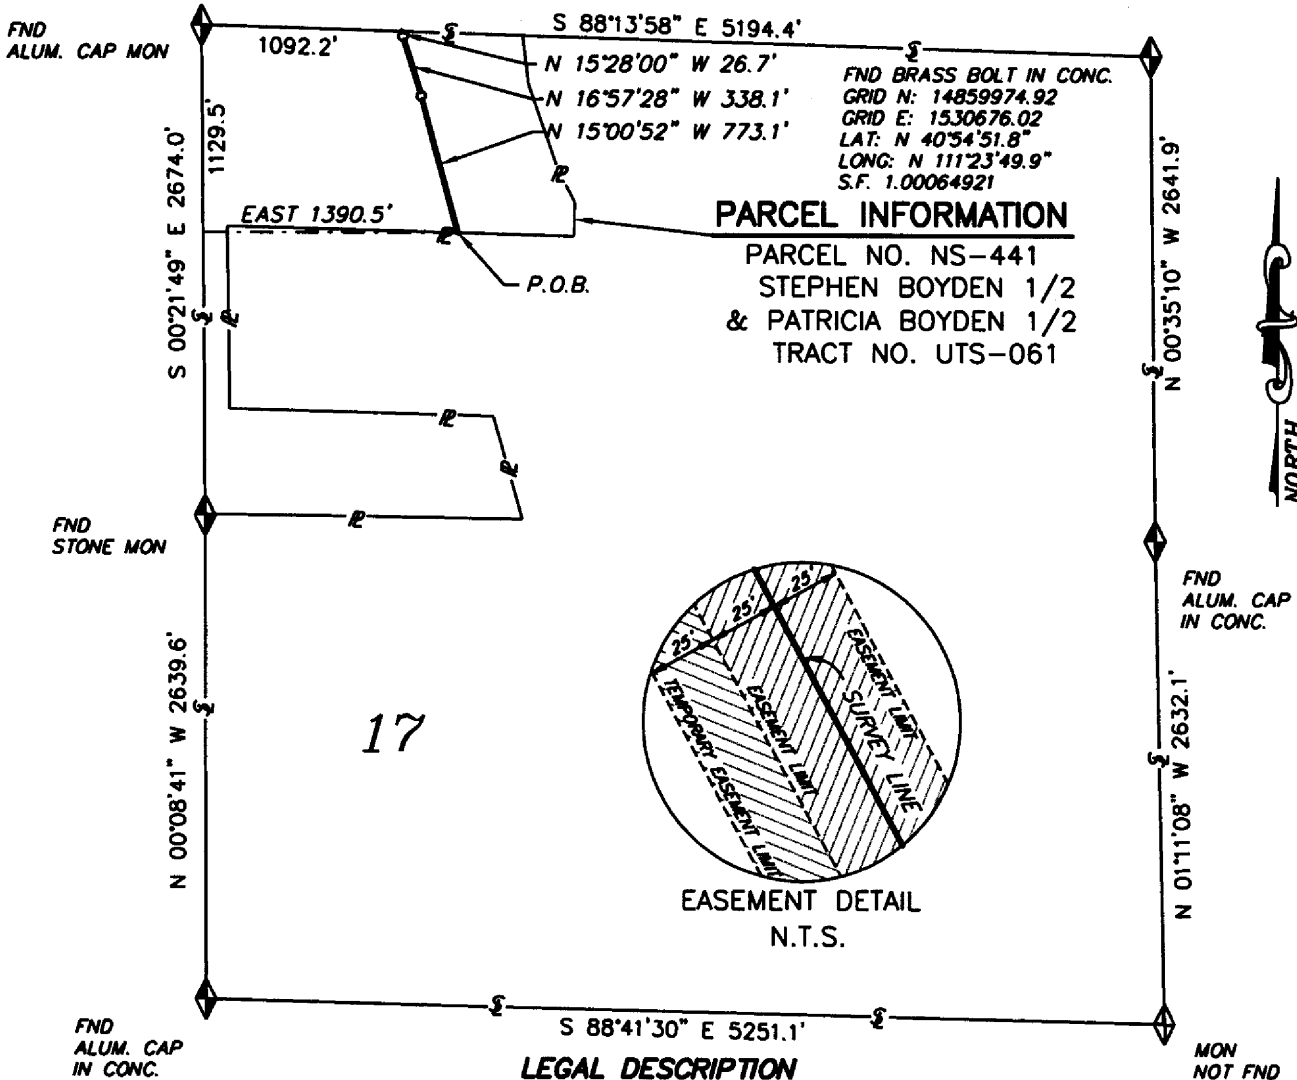 FND
ALUM. CAP MON
S 88°13'58" E 5194.4'
1092.2'
N 15°28'00" W 26.7'
N 16°57'28" W 338.1'
N 15°00'52" W 773.1'
FND BRASS BOLT IN CONC.
GRID N: 14859974.92
GRID E: 1530676.02
LAT: N 40°54'51.8"
LONG: N 111°23'49.9"
S.F. 1.00064921
1129.5'
S 00°21'49" E 2674.0'
EAST 1390.5'
P.O.B.
PARCEL INFORMATION
PARCEL NO. NS-441
STEPHEN BOYDEN 1/2
& PATRICIA BOYDEN 1/2
TRACT NO. UTS-061
N 00°35'10" W 2641.9'
NORTH
FND
STONE MON
FND
ALUM. CAP
IN CONC.
25'
25'
25'
TEMPORARY EASEMENT LIMIT
EASEMENT LIMIT
SURVEY LINE
EASEMENT LIMIT
EASEMENT DETAIL
N.T.S.
17
N 00°08'41" W 2639.6'
N 01°11'08" W 2632.1'
S 88°41'30" E 5251.1'
FND
ALUM. CAP
IN CONC.
LEGAL DESCRIPTION
MON
NOT FND